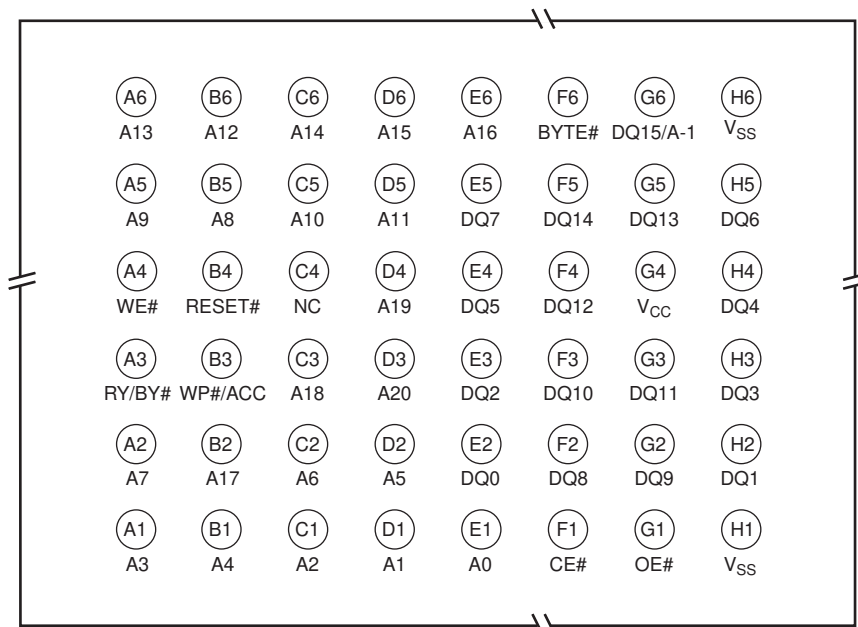 A6 B6 C6 D6 E6 F6 G6 H6
A13 A12 A14 A15 A16 BYTE# DQ15/A-1 VSS
A5 B5 C5 D5 E5 F5 G5 H5
A9 A8 A10 A11 DQ7 DQ14 DQ13 DQ6
A4 B4 C4 D4 E4 F4 G4 H4
WE# RESET# NC A19 DQ5 DQ12 VCC DQ4
A3 B3 C3 D3 E3 F3 G3 H3
RY/BY# WP#/ACC A18 A20 DQ2 DQ10 DQ11 DQ3
A2 B2 C2 D2 E2 F2 G2 H2
A7 A17 A6 A5 DQ0 DQ8 DQ9 DQ1
A1 B1 C1 D1 E1 F1 G1 H1
A3 A4 A2 A1 A0 CE# OE# VSS